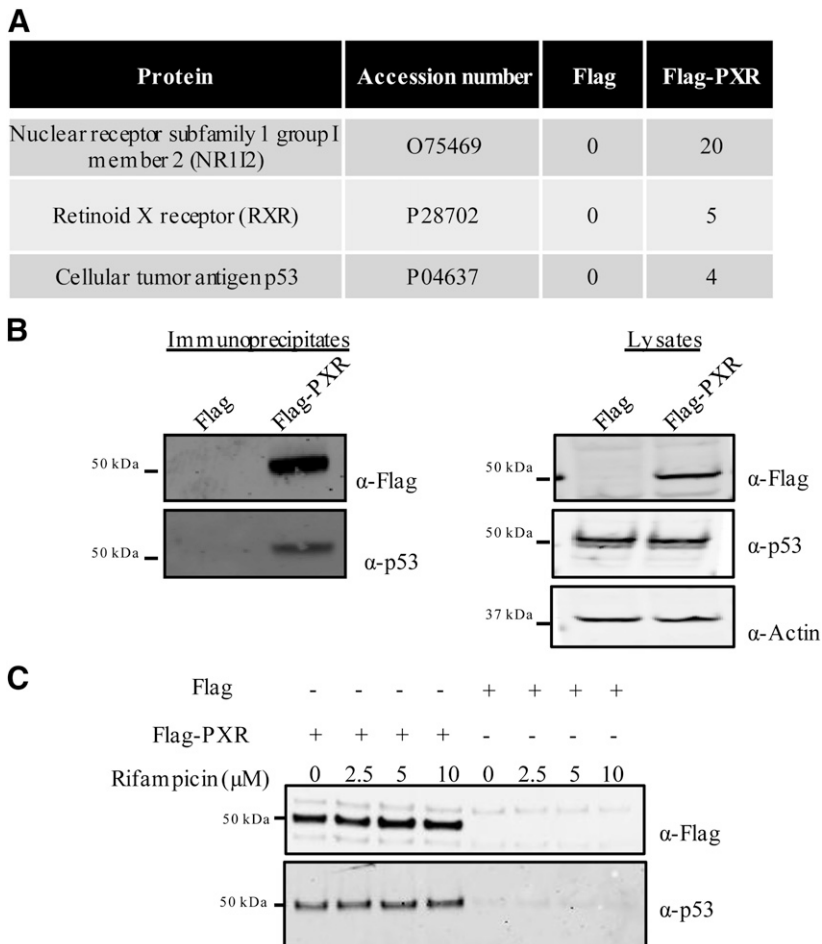 A
Protein Accession number Flag Flag-PXR
Nuclear receptor subfamily 1 group I
member 2 (NR1I2) O75469 0 20
Retinoid X receptor (RXR) P28702 0 5
Cellular tumor antigen p53 P04637 0 4
B
Immunoprecipitates
Flag Flag-PXR
50 kDa α-Flag
50 kDa α-p53
Lysates
Flag Flag-PXR
50 kDa α-Flag
50 kDa α-p53
37 kDa α-Actin
C
Flag - - - - + + + +
Flag-PXR + + + + - - - -
Rifampicin (μM) 0 2.5 5 10 0 2.5 5 10
50 kDa α-Flag
50 kDa α-p53